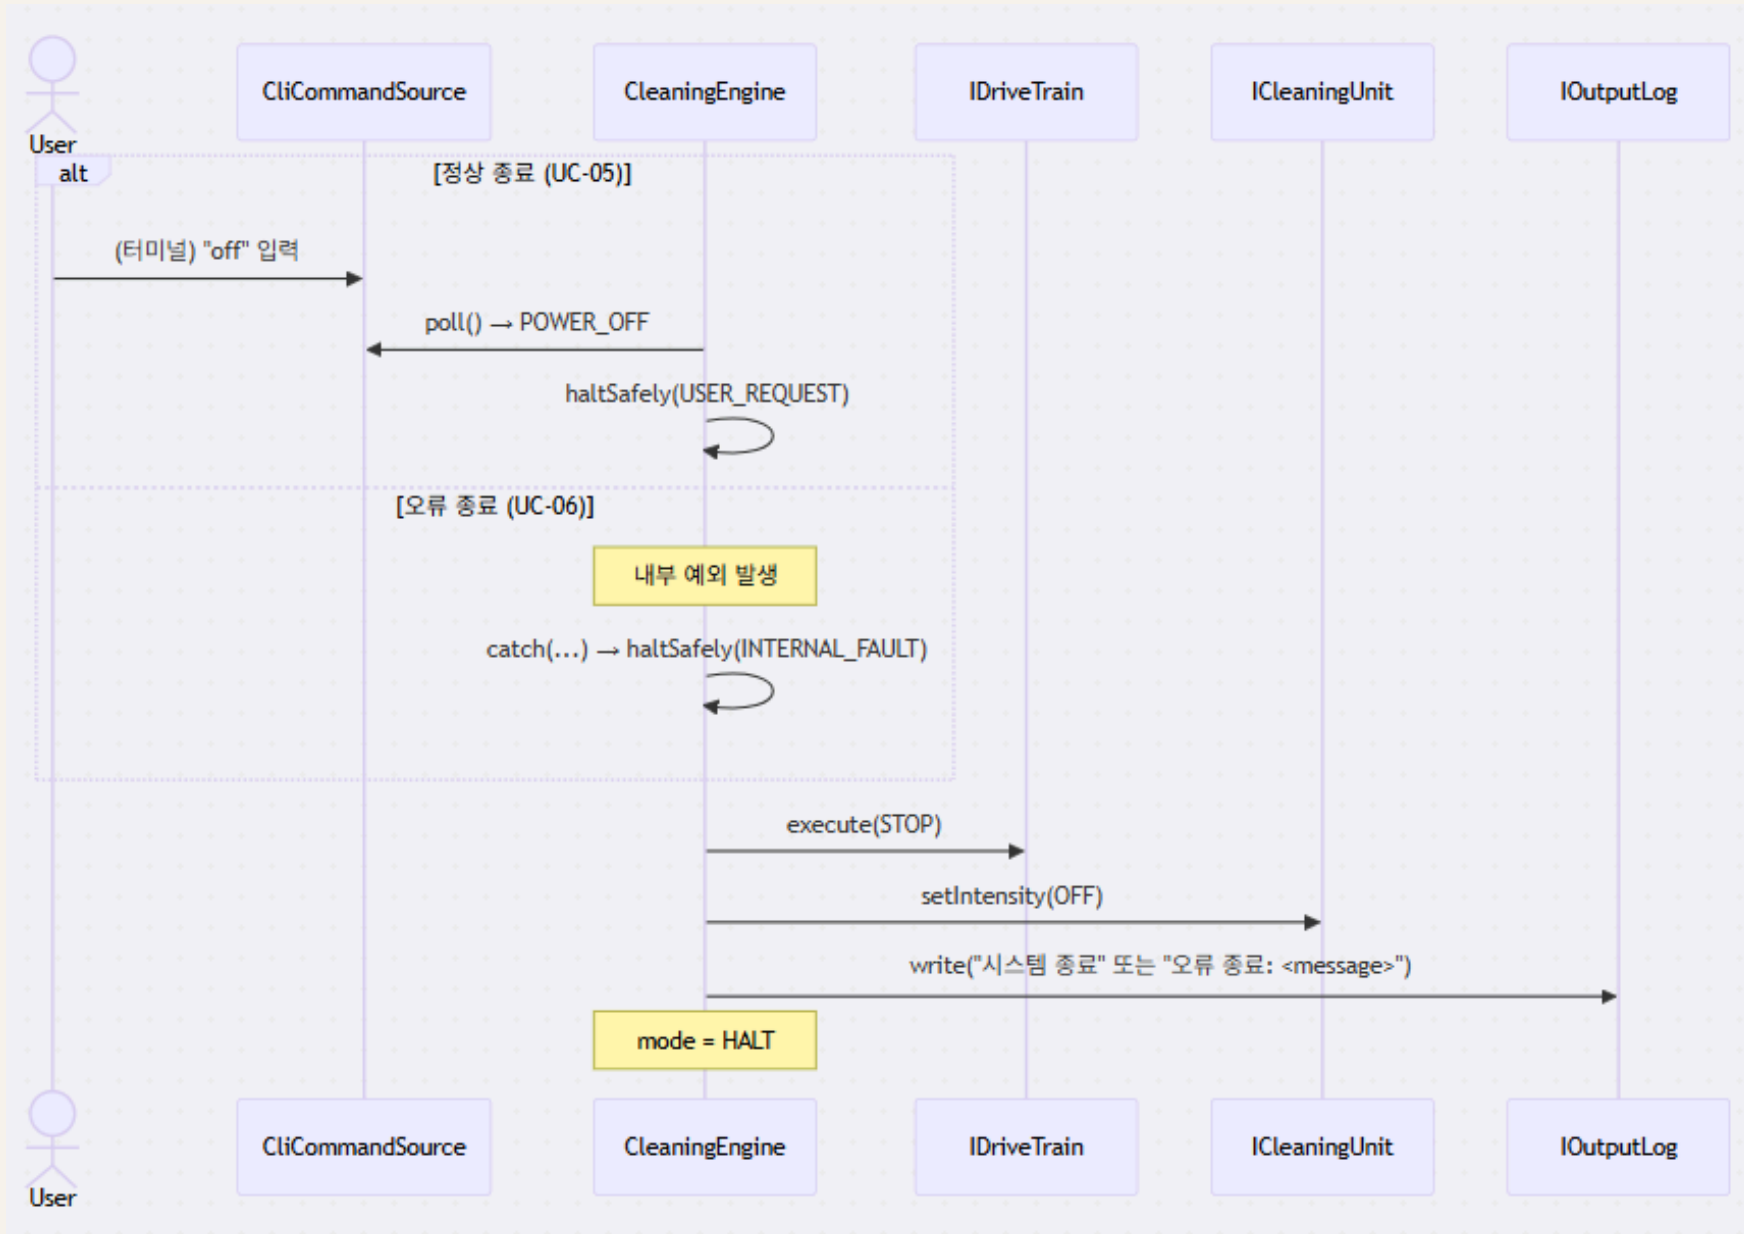 User
CliCommandSource
CleaningEngine
IDriveTrain
ICleaningUnit
IOutputLog
alt
[정상 종료 (UC-05)]
(터미널) "off" 입력
poll() → POWER_OFF
haltSafely(USER_REQUEST)
[오류 종료 (UC-06)]
내부 예외 발생
catch(...) → haltSafely(INTERNAL_FAULT)
execute(STOP)
setIntensity(OFF)
write("시스템 종료" 또는 "오류 종료: <message>")
mode = HALT
User
CliCommandSource
CleaningEngine
IDriveTrain
ICleaningUnit
IOutputLog